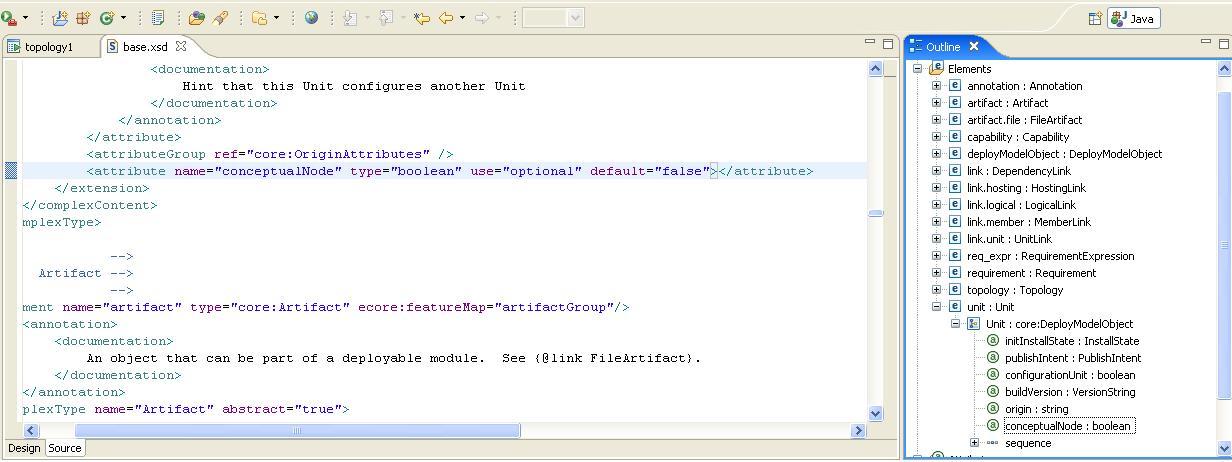 Java
topology1
base.xsd
<documentation>
Hint that this Unit configures another Unit
</documentation>
</annotation>
</attribute>
<attributeGroup ref="core:OriginAttributes" />
<attribute name="conceptualNode" type="boolean" use="optional" default="false"></attribute>
</extension>
</complexContent>
mplexType>
-->
Artifact -->
-->
ment name="artifact" type="core:Artifact" ecore:featureMap="artifactGroup"/>
<annotation>
<documentation>
An object that can be part of a deployable module.  See {@link FileArtifact}.
</documentation>
</annotation>
plexType name="Artifact" abstract="true">
Design
Source
Outline
Elements
annotation : Annotation
artifact : Artifact
artifact.file : FileArtifact
capability : Capability
deployModelObject : DeployModelObject
link : DependencyLink
link.hosting : HostingLink
link.logical : LogicalLink
link.member : MemberLink
link.unit : UnitLink
req_expr : RequirementExpression
requirement : Requirement
topology : Topology
unit : Unit
Unit : core:DeployModelObject
initInstallState : InstallState
publishIntent : PublishIntent
configurationUnit : boolean
buildVersion : VersionString
origin : string
conceptualNode : boolean
sequence